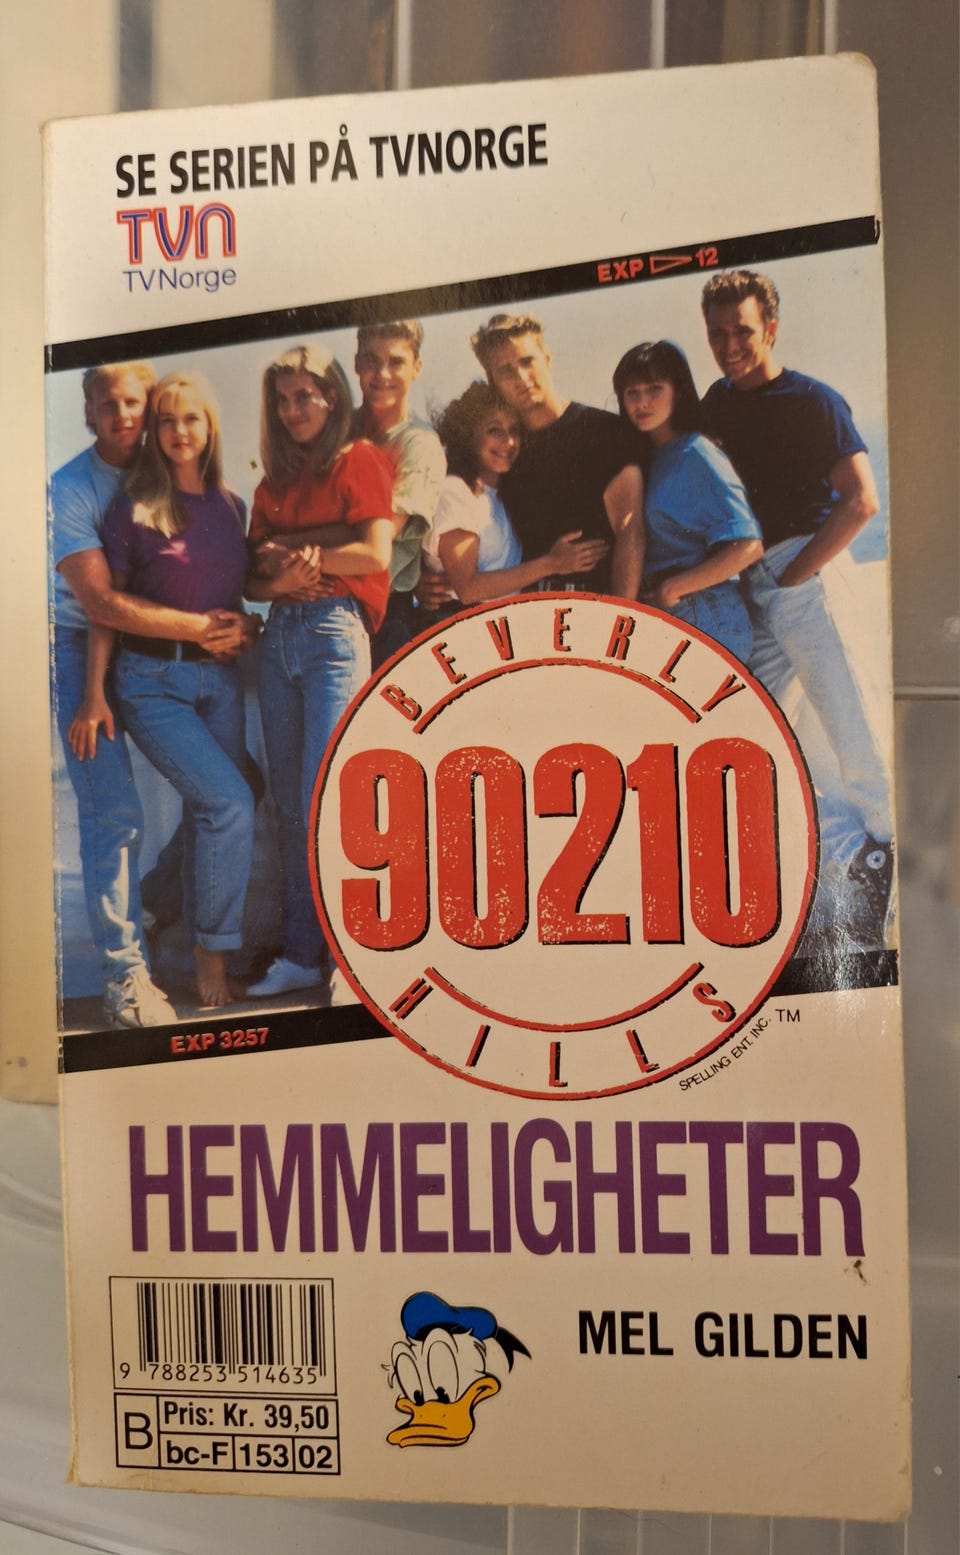 SE SERIEN PÅ TVNORGE
TVN
TVNorge
EXP ▷ 12
BEVERLY
90210
HILLS
TM
SPELLING ENT. INC.
EXP 3257
HEMMELIGHETER
MEL GILDEN
9 788253 514635
B
Pris: Kr. 39,50
bc-F 153 02